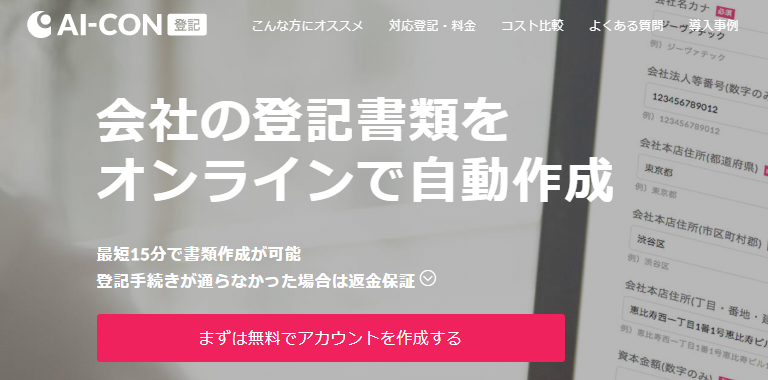 AI-CON 登記
こんな方にオススメ
対応登記・料金
コスト比較
よくある質問
導入事例
会社の登記書類を
オンラインで自動作成
最短15分で書類作成が可能
登記手続きが通らなかった場合は返金保証
まずは無料でアカウントを作成する
会社名カナ 必須
ジーヴァテック
例）ジーヴァテック
会社法人等番号(数字のみ
123456789012
例）123456789012
会社本店住所(都道府県)
東京都
例）東京都
会社本店住所(市区町村郡)
渋谷区
例）渋谷区
会社本店住所(丁目・番地・建
恵比寿西一丁目1番1号恵比寿ビル
例）恵比寿西一丁目1番1号恵比寿ビル
資本金額(数字のみ)